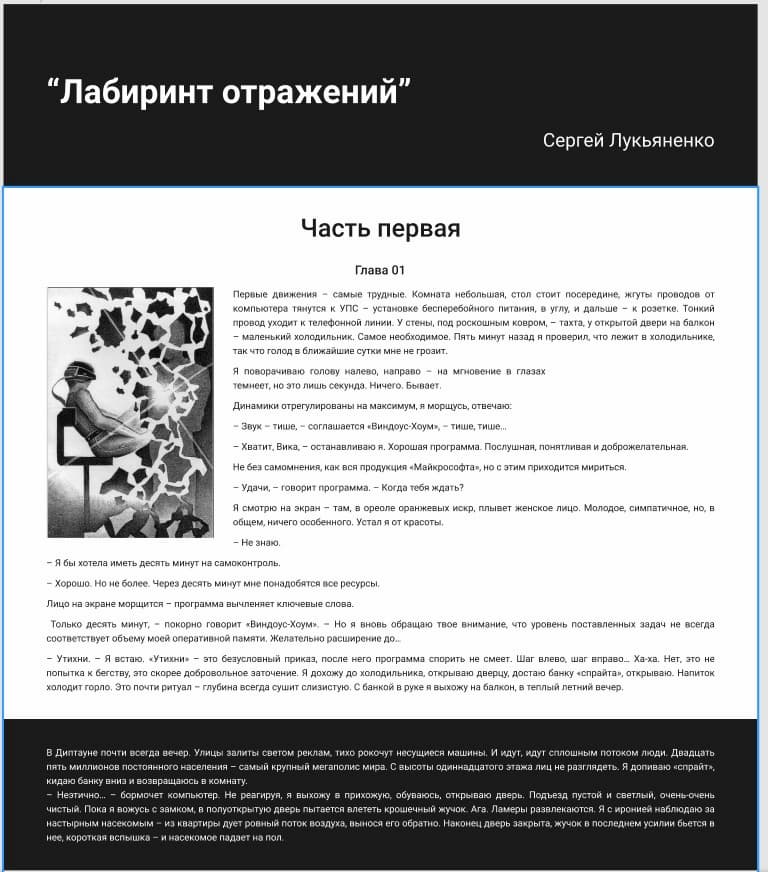 “Лабиринт отражений”
Сергей Лукьяненко
Часть первая
Глава 01
Первые движения – самые трудные. Комната небольшая, стол стоит посередине, жгуты проводов от
компьютера тянутся к УПС – установке бесперебойного питания, в углу, и дальше – к розетке. Тонкий
провод уходит к телефонной линии. У стены, под роскошным ковром, – тахта, у открытой двери на балкон
– маленький холодильник. Самое необходимое. Пять минут назад я проверил, что лежит в холодильнике,
так что голод в ближайшие сутки мне не грозит.
Я поворачиваю голову налево, направо – на мгновение в глазах
темнеет, но это лишь секунда. Ничего. Бывает.
Динамики отрегулированы на максимум, я морщусь, отвечаю:
– Звук – тише, – соглашается «Виндоус-Хоум», – тише, тише...
– Хватит, Вика, – останавливаю я. Хорошая программа. Послушная, понятливая и доброжелательная.
Не без самомнения, как вся продукция «Майкрософта», но с этим приходится мириться.
– Удачи, – говорит программа. – Когда тебя ждать?
Я смотрю на экран – там, в ореоле оранжевых искр, плывет женское лицо. Молодое, симпатичное, но, в
общем, ничего особенного. Устал я от красоты.
– Не знаю.
– Я бы хотела иметь десять минут на самоконтроль.
– Хорошо. Но не более. Через десять минут мне понадобятся все ресурсы.
Лицо на экране морщится – программа вычленяет ключевые слова.
Только десять минут, – покорно говорит «Виндоус-Хоум». – Но я вновь обращаю твое внимание, что уровень поставленных задач не всегда
соответствует объему моей оперативной памяти. Желательно расширение до...
– Утихни. – Я встаю. «Утихни» – это безусловный приказ, после него программа спорить не смеет. Шаг влево, шаг вправо... Ха-ха. Нет, это не
попытка к бегству, это скорее добровольное заточение. Я дохожу до холодильника, открываю дверцу, достаю банку «спрайта», открываю. Напиток
холодит горло. Это почти ритуал – глубина всегда сушит слизистую. С банкой в руке я выхожу на балкон, в теплый летний вечер.
В Диптауне почти всегда вечер. Улицы залиты светом реклам, тихо рокочут несущиеся машины. И идут, идут сплошным потоком люди. Двадцать
пять миллионов постоянного населения – самый крупный мегаполис мира. С высоты одиннадцатого этажа лиц не разглядеть. Я допиваю «спрайт»,
кидаю банку вниз и возвращаюсь в комнату.
– Неэтично... – бормочет компьютер. Не реагируя, я выхожу в прихожую, обуваюсь, открываю дверь. Подъезд пустой и светлый, очень-очень
чистый. Пока я вожусь с замком, в полуоткрытую дверь пытается влететь крошечный жучок. Ага. Ламеры развлекаются. Я с иронией наблюдаю за
настырным насекомым – из квартиры дует ровный поток воздуха, вынося его обратно. Наконец дверь закрыта, жучок в последнем усилии бьется в
нее, короткая вспышка – и насекомое падает на пол.